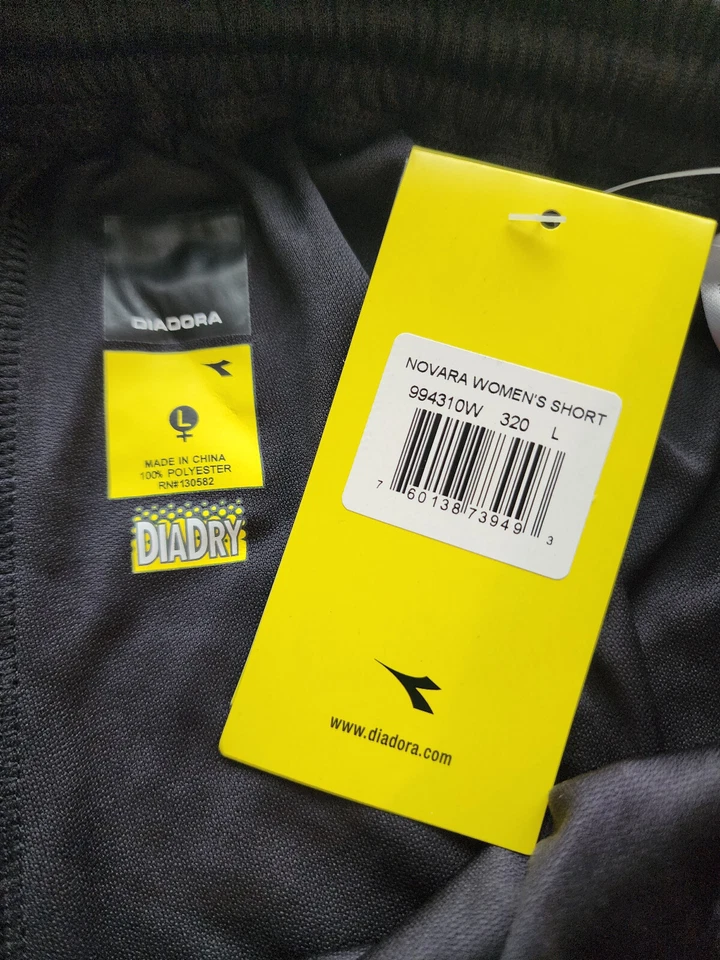 DIADORA
L
MADE IN CHINA
100% POLYESTER
RN#130582
DIADRY
NOVARA WOMEN'S SHORT
994310W 320 L
7 60138 73949 3
www.diadora.com